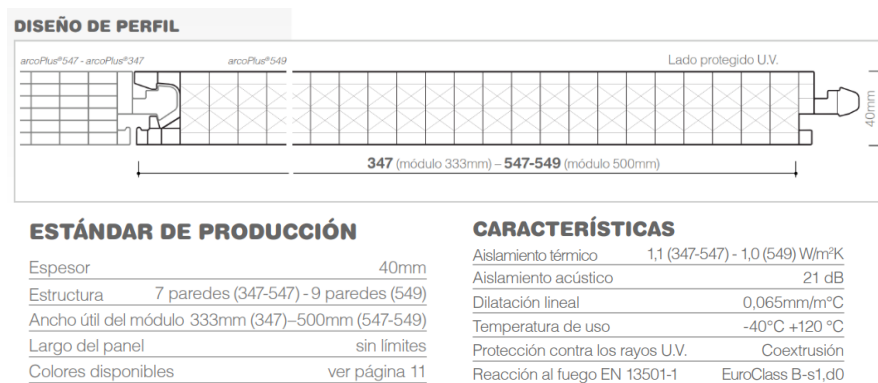 DISEÑO DE PERFIL
arcoPlus®547 - arcoPlus®347
arcoPlus®549
Lado protegido U.V.
40mm
347 (módulo 333mm) – 547-549 (módulo 500mm)
ESTÁNDAR DE PRODUCCIÓN
Espesor 40mm
Estructura 7 paredes (347-547) - 9 paredes (549)
Ancho útil del módulo 333mm (347)–500mm (547-549)
Largo del panel sin límites
Colores disponibles ver página 11
CARACTERÍSTICAS
Aislamiento térmico 1,1 (347-547) - 1,0 (549) W/m²K
Aislamiento acústico 21 dB
Dilatación lineal 0,065mm/m°C
Temperatura de uso -40°C +120 °C
Protección contra los rayos U.V. Coextrusión
Reacción al fuego EN 13501-1 EuroClass B-s1,d0